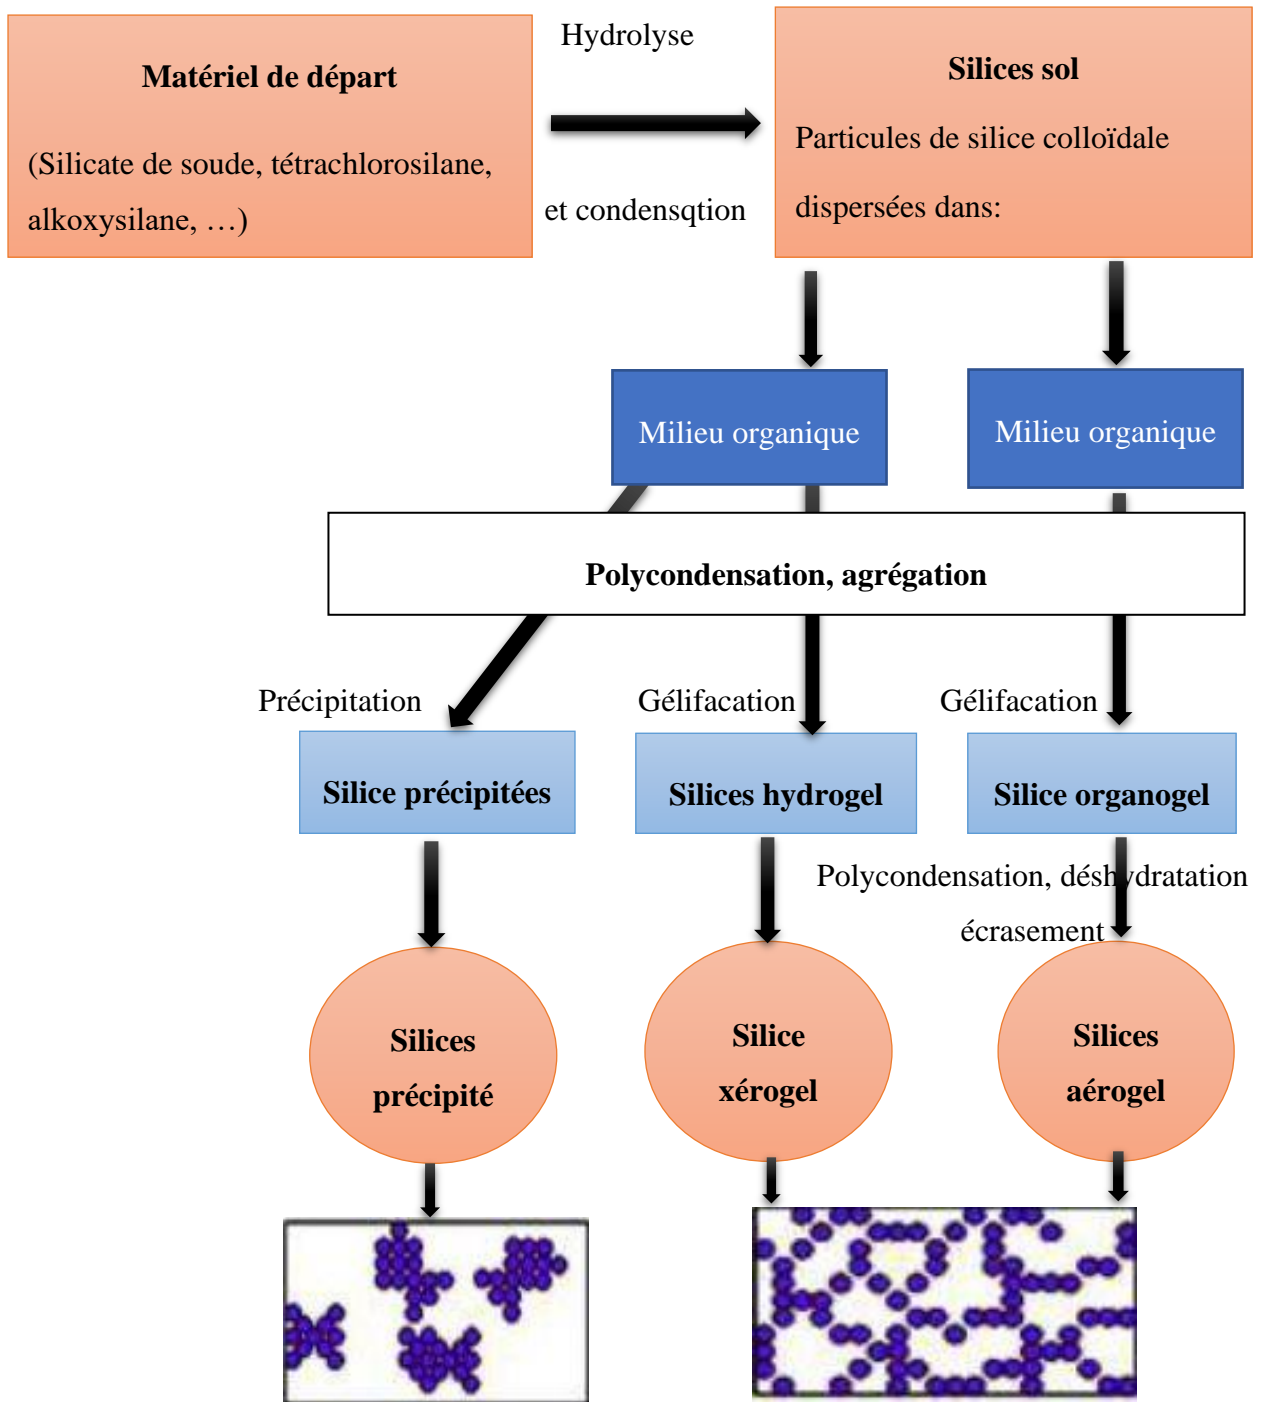 Matériel de départ
(Silicate de soude, tétrachlorosilane,
alkoxysilane, …)
Hydrolyse
et condensqtion
Silices sol
Particules de silice colloïdale
dispersées dans:
Milieu organique
Milieu organique
Polycondensation, agrégation
Précipitation
Gélifacation
Gélifacation
Silice précipitées
Silices hydrogel
Silice organogel
Polycondensation, déshydratation
écrasement
Silices
précipité
Silice
xérogel
Silices
aérogel